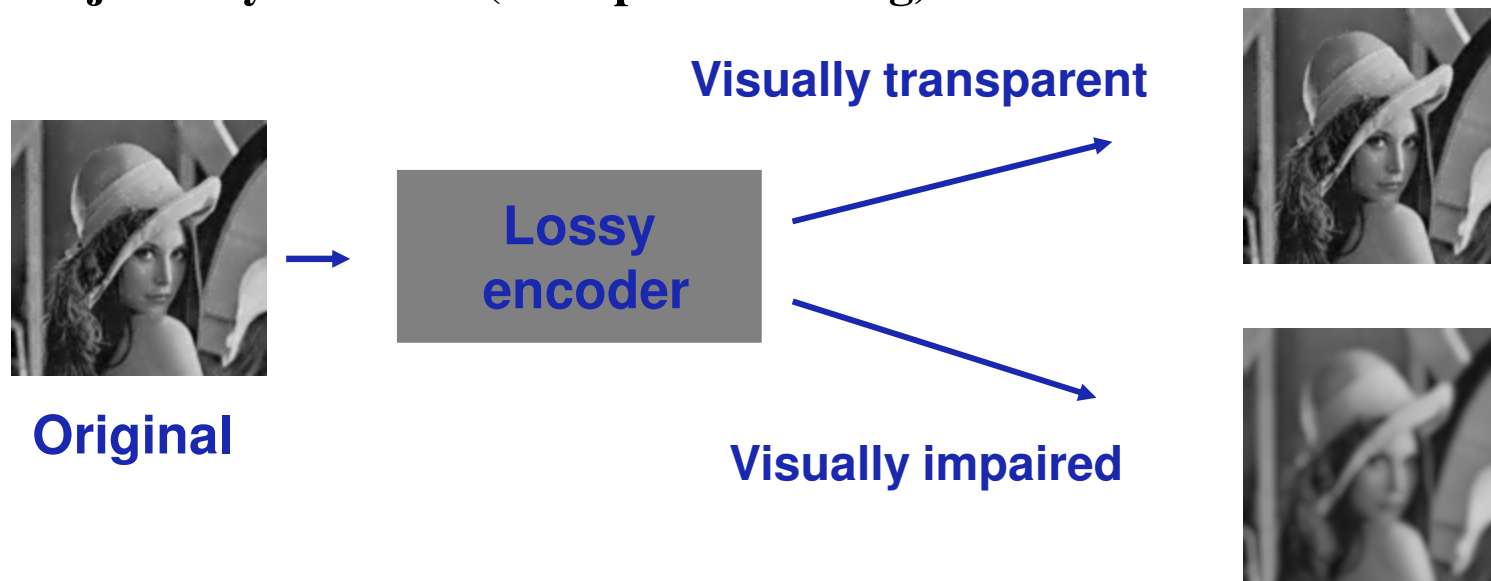 Visually transparent
Lossy
encoder
Original
Visually impaired